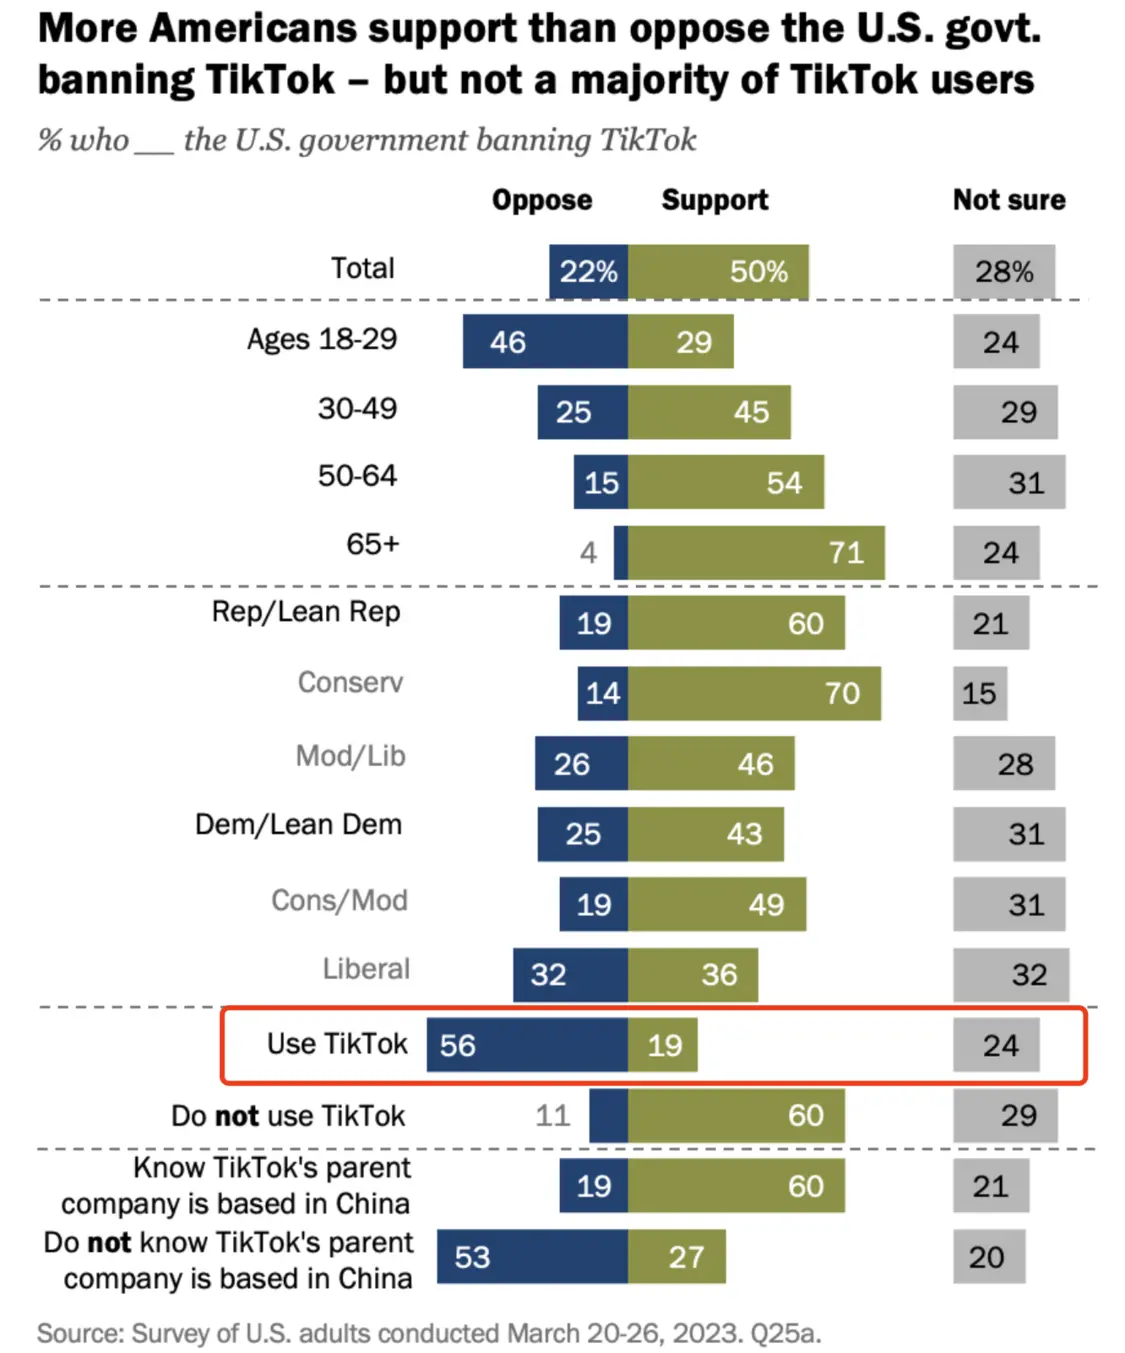 More Americans support than oppose the U.S. govt.
banning TikTok – but not a majority of TikTok users
% who __ the U.S. government banning TikTok
Oppose Support Not sure
Total 22% 50% 28%
Ages 18-29 46 29 24
30-49 25 45 29
50-64 15 54 31
65+ 4 71 24
Rep/Lean Rep 19 60 21
Conserv 14 70 15
Mod/Lib 26 46 28
Dem/Lean Dem 25 43 31
Cons/Mod 19 49 31
Liberal 32 36 32
Use TikTok 56 19 24
Do not use TikTok 11 60 29
Know TikTok's parent
company is based in China 19 60 21
Do not know TikTok's parent
company is based in China 53 27 20
Source: Survey of U.S. adults conducted March 20-26, 2023. Q25a.